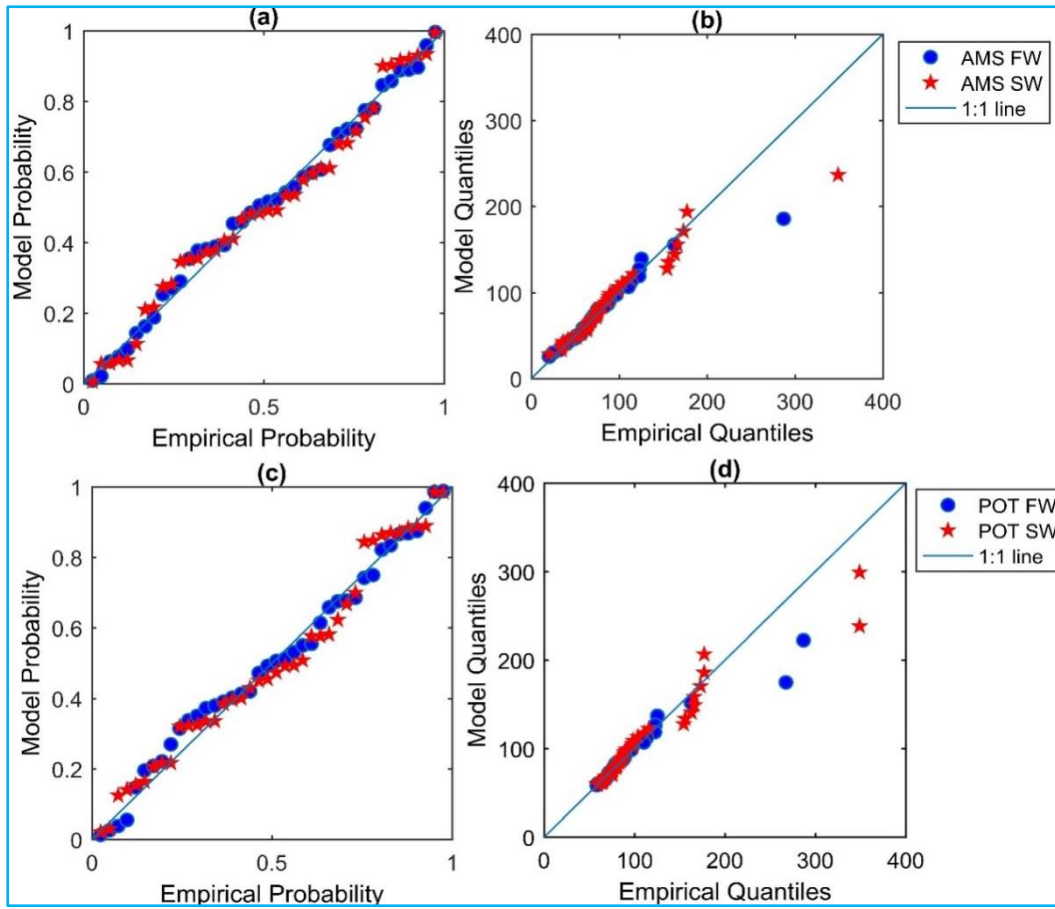 (a)
1
0.8
0.6
0.4
0.2
0
0
0.5
1
Model Probability
Empirical Probability
(b)
400
300
200
100
0
0
100
200
300
400
Model Quantiles
Empirical Quantiles
AMS FW
AMS SW
1:1 line
(c)
1
0.8
0.6
0.4
0.2
0
0
0.5
1
Model Probability
Empirical Probability
(d)
400
300
200
100
0
0
100
200
300
400
Model Quantiles
Empirical Quantiles
POT FW
POT SW
1:1 line